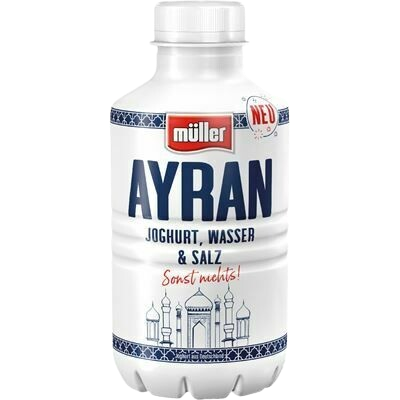 NEU
müller
AYRAN
JOGHURT, WASSER
& SALZ
Sonst nichts!